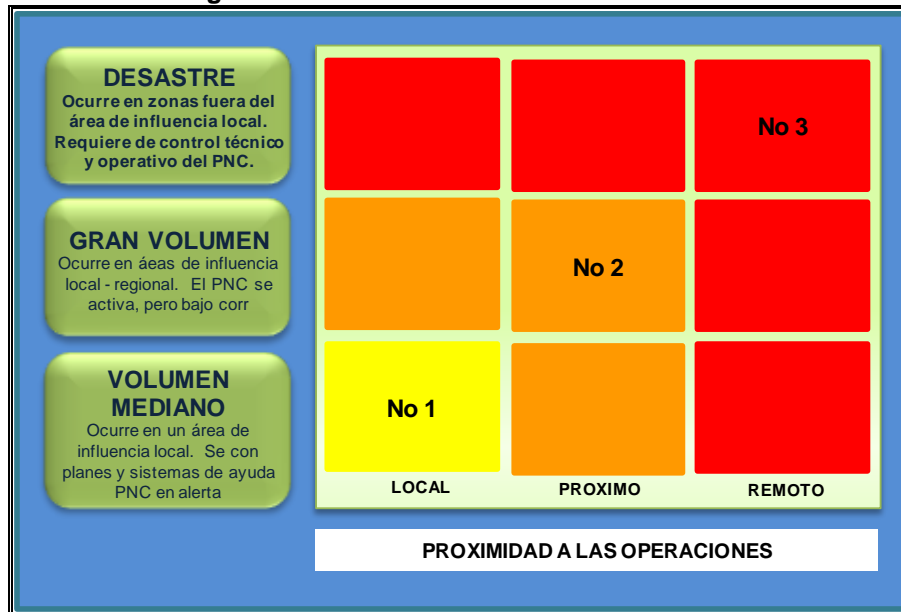 DESASTRE
Ocurre en zonas fuera del
área de influencia local.
Requiere de control técnico
y operativo del PNC.
No 3
GRAN VOLUMEN
Ocurre en áeas de influencia
local - regional. El PNC se
activa, pero bajo corr
No 2
VOLUMEN
MEDIANO
Ocurre en un área de
influencia local. Se con
planes y sistemas de ayuda
PNC en alerta
No 1
LOCAL
PROXIMO
REMOTO
PROXIMIDAD A LAS OPERACIONES